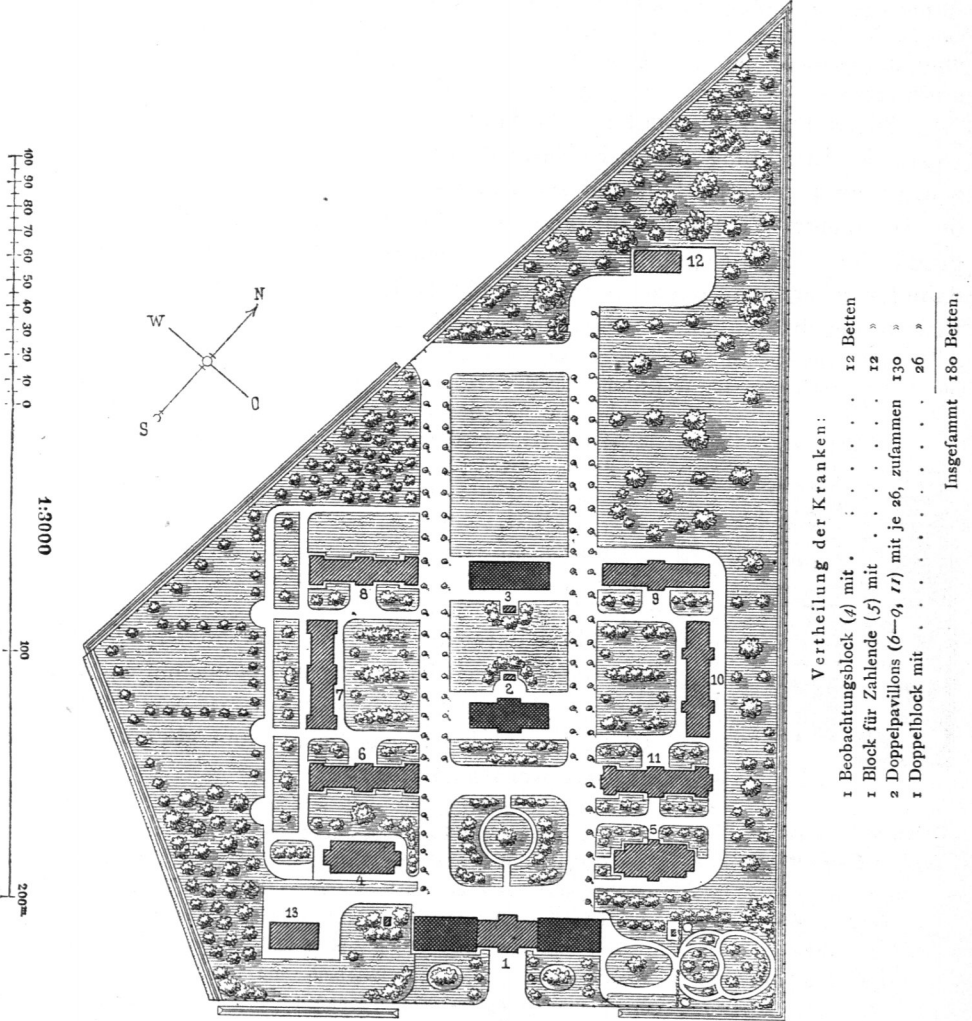 100 90 80 70 60 50 40 30 20 10 0 100 200 m
1:3000
N
W
O
S
12
3
8
9
2
7
10
6
11
5
4
13
1
E
Vertheilung der Kranken:
1 Beobachtungsblock (4) mit . : . . . . . 12 Betten
1 Block für Zahlende (5) mit . . . . . . . 12 »
2 Doppelpavillons (6—9, 11) mit je 26, zuſammen 130 »
1 Doppelblock mit . . . . . . . . . . 26 »
Insgeſammt 180 Betten.